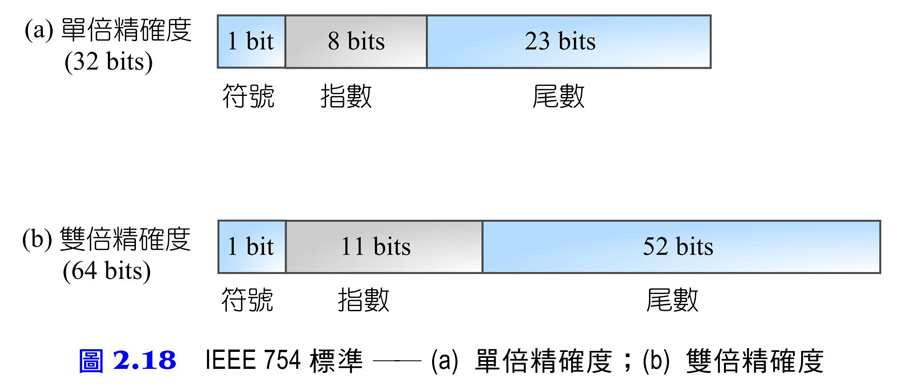 (a) 單倍精確度
(32 bits)
1 bit 8 bits 23 bits
符號 指數 尾數
(b) 雙倍精確度
(64 bits)
1 bit 11 bits 52 bits
符號 指數 尾數
圖 2.18 IEEE 754 標準 —— (a) 單倍精確度；(b) 雙倍精確度